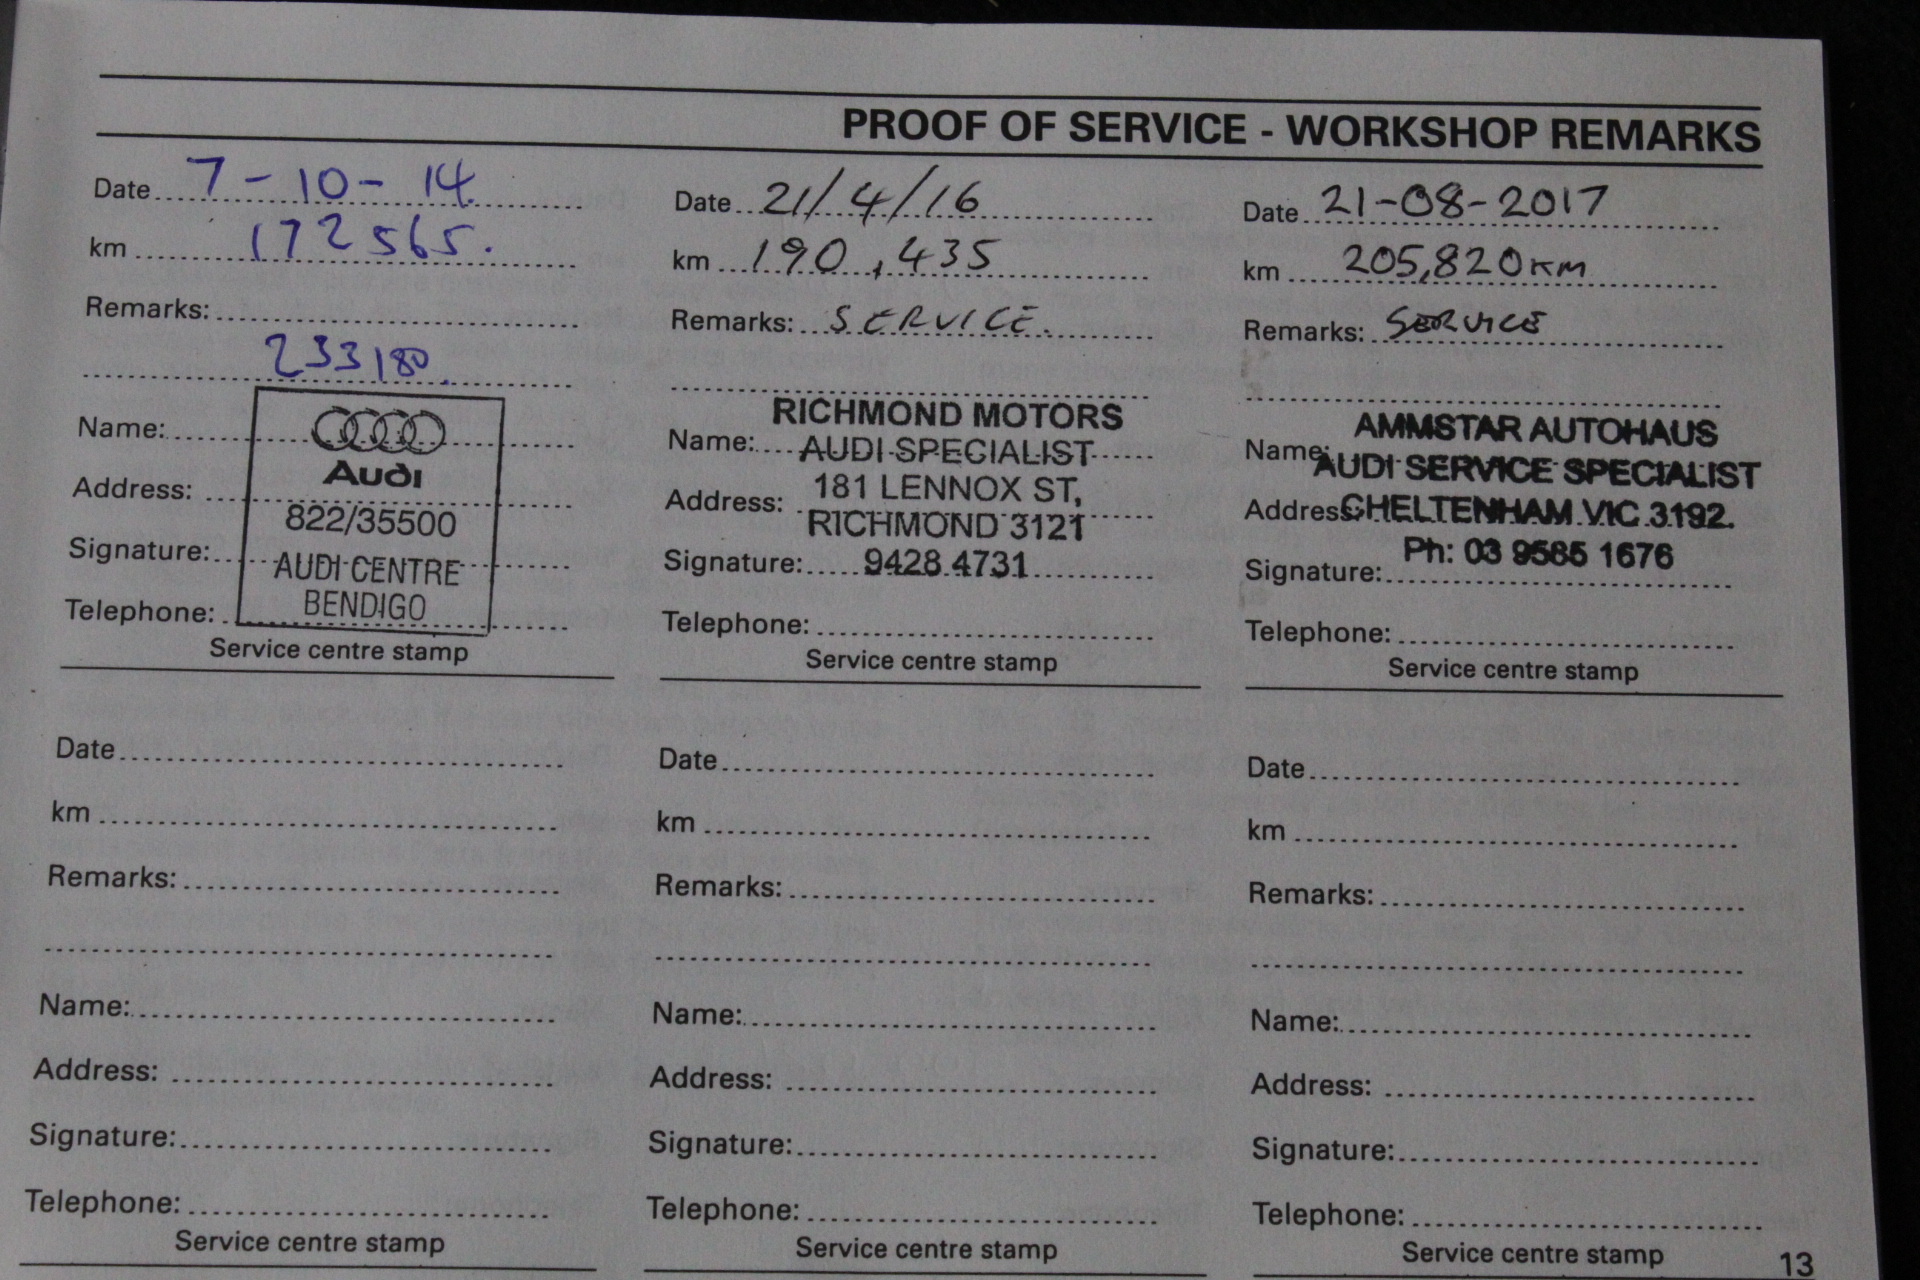 PROOF OF SERVICE - WORKSHOP REMARKS
Date 7-10-14.
km 172565.
Remarks:
233180.
Name:
Audi
Address:
822/35500
Signature:
AUDI CENTRE
BENDIGO
Telephone:
Service centre stamp
Date 21/4/16
km 190,435
Remarks: SERVICE.
RICHMOND MOTORS
Name: AUDI SPECIALIST
Address: 181 LENNOX ST,
RICHMOND 3121
Signature: 9428 4731
Telephone:
Service centre stamp
Date 21-08-2017
km 205,820KM
Remarks: SERVICE
AMMSTAR AUTOHAUS
Name: AUDI SERVICE SPECIALIST
Address: CHELTENHAM VIC 3192.
Ph: 03 9585 1676
Signature:
Telephone:
Service centre stamp
Date
km
Remarks:
Name:
Address:
Signature:
Telephone:
Service centre stamp
Date
km
Remarks:
Name:
Address:
Signature:
Telephone:
Service centre stamp
Date
km
Remarks:
Name:
Address:
Signature:
Telephone:
Service centre stamp
13